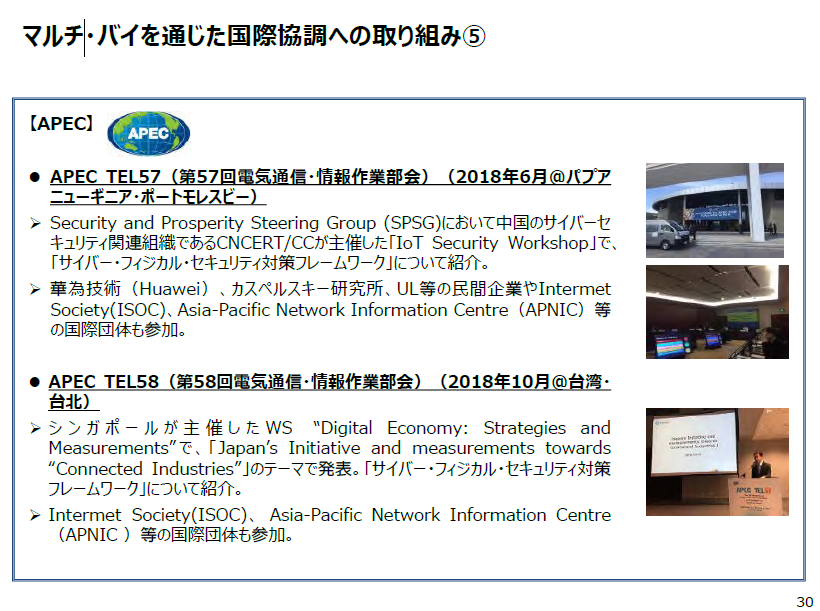 マルチ・バイを通じた国際協調への取り組み⑤
【APEC】
APEC
● APEC TEL57（第57回電気通信・情報作業部会）（2018年6月@パプア
ニューギニア・ポートモレスビー）
➢ Security and Prosperity Steering Group (SPSG)において中国のサイバーセ
キュリティ関連組織であるCNCERT/CCが主催した「IoT Security Workshop」で、
「サイバー・フィジカル・セキュリティ対策フレームワーク」について紹介。
➢ 華為技術（Huawei）、カスペルスキー研究所、UL等の民間企業やIntermet
Society(ISOC)、Asia-Pacific Network Information Centre（APNIC）等
の国際団体も参加。
● APEC TEL58（第58回電気通信・情報作業部会）（2018年10月@台湾・
台北）
➢ シンガポールが主催したWS “Digital Economy: Strategies and
Measurements”で、「Japan’s Initiative and measurements towards
“Connected Industries”」のテーマで発表。「サイバー・フィジカル・セキュリティ対策
フレームワーク」について紹介。
➢ Intermet Society(ISOC)、 Asia-Pacific Network Information Centre
（APNIC ）等の国際団体も参加。
APEC TEL57
30